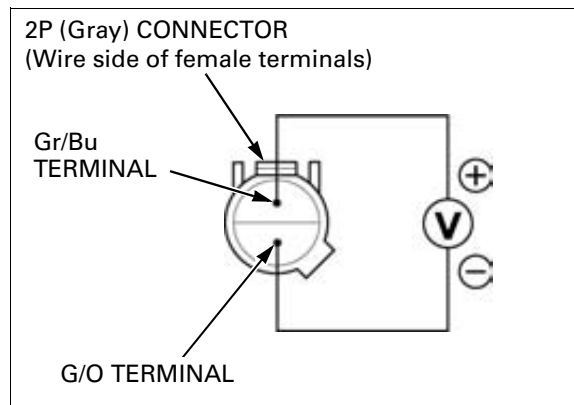 2P (Gray) CONNECTOR
(Wire side of female terminals)
Gr/Bu
TERMINAL
+
V
−
G/O TERMINAL